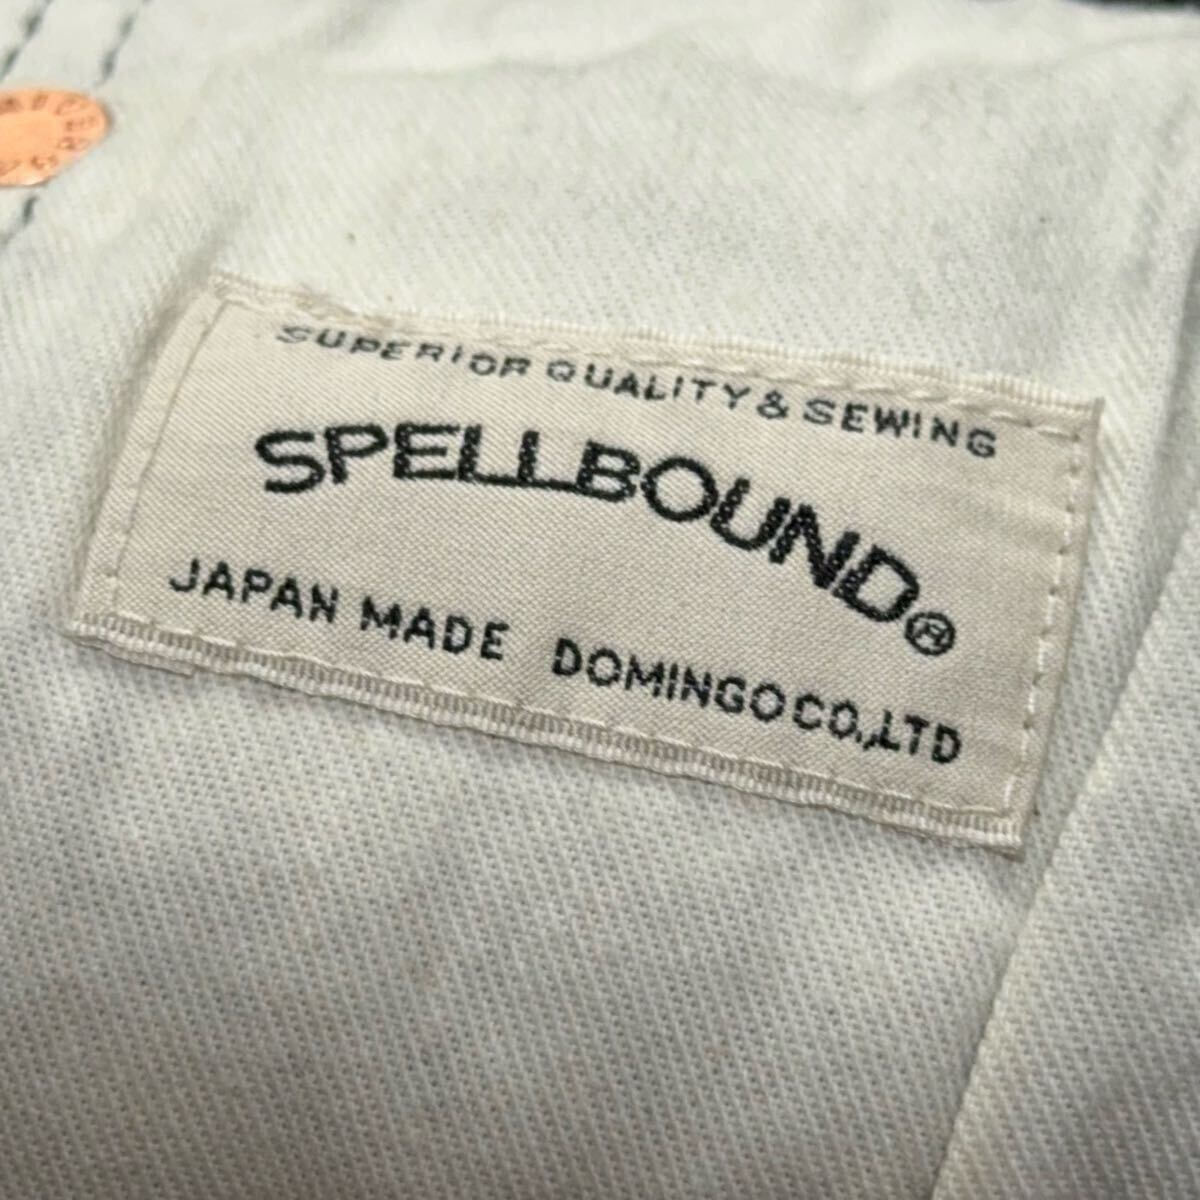 SUPERIOR QUALITY & SEWING
SPELLBOUND®
JAPAN MADE DOMINGO CO.,LTD